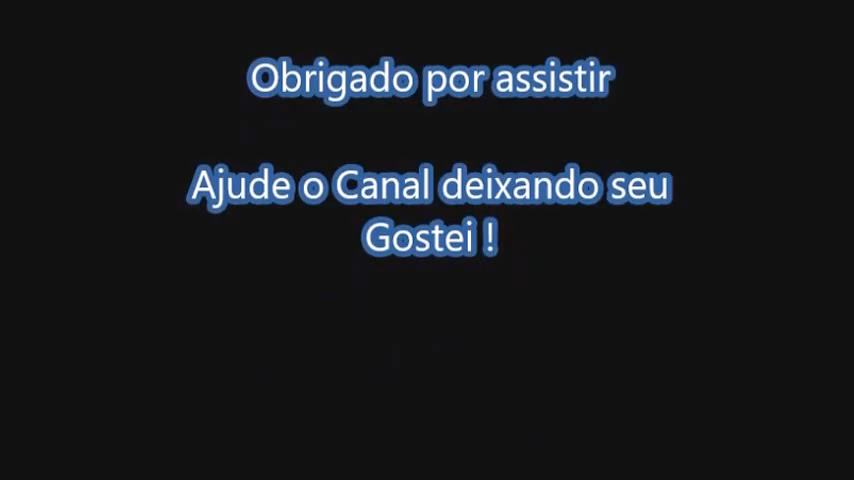 Obrigado por assistir
Ajude o Canal deixando seu
Gostei !